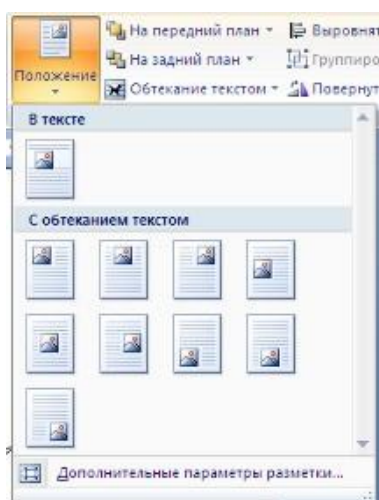 На передний план
На задний план
Обтекание текстом
Положение
В тексте
С обтеканием текстом
Дополнительные параметры разметки...